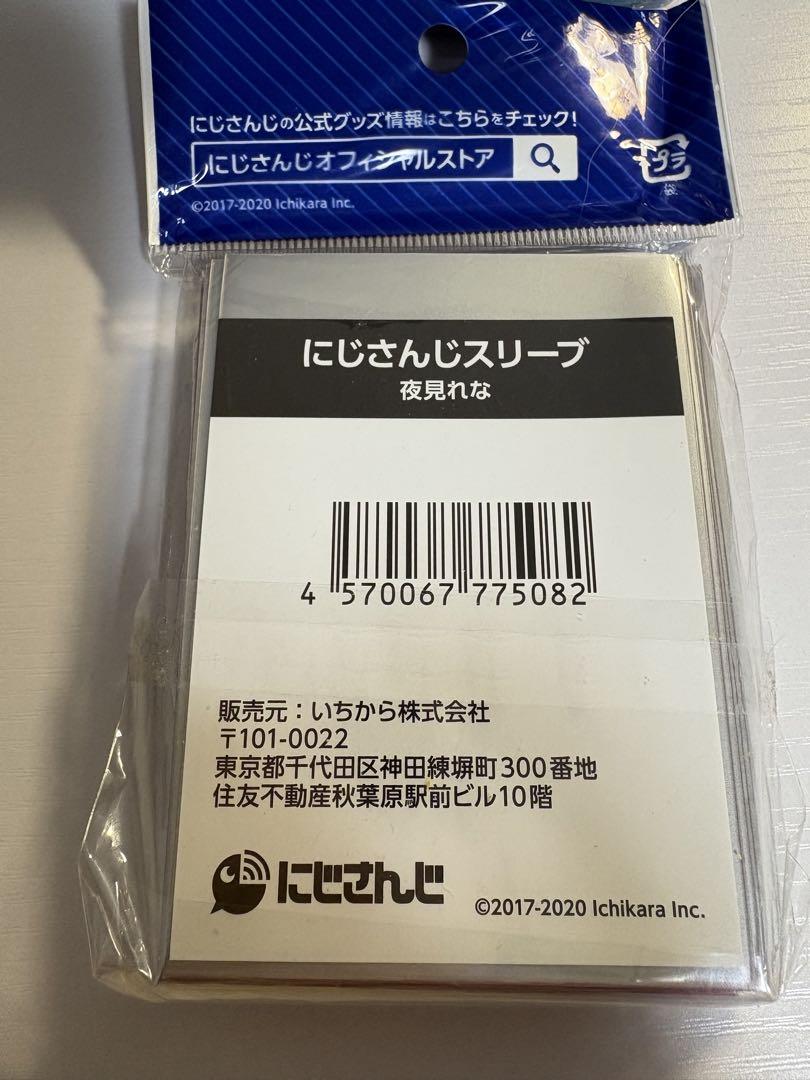 にじさんじの公式グッズ情報はこちらをチェック!
にじさんじオフィシャルストア
プラ
袋
©2017-2020 Ichikara Inc.
にじさんじスリーブ
夜見れな
4 570067 775082
販売元：いちから株式会社
〒101-0022
東京都千代田区神田練塀町300番地
住友不動産秋葉原駅前ビル10階
にじさんじ
©2017-2020 Ichikara Inc.